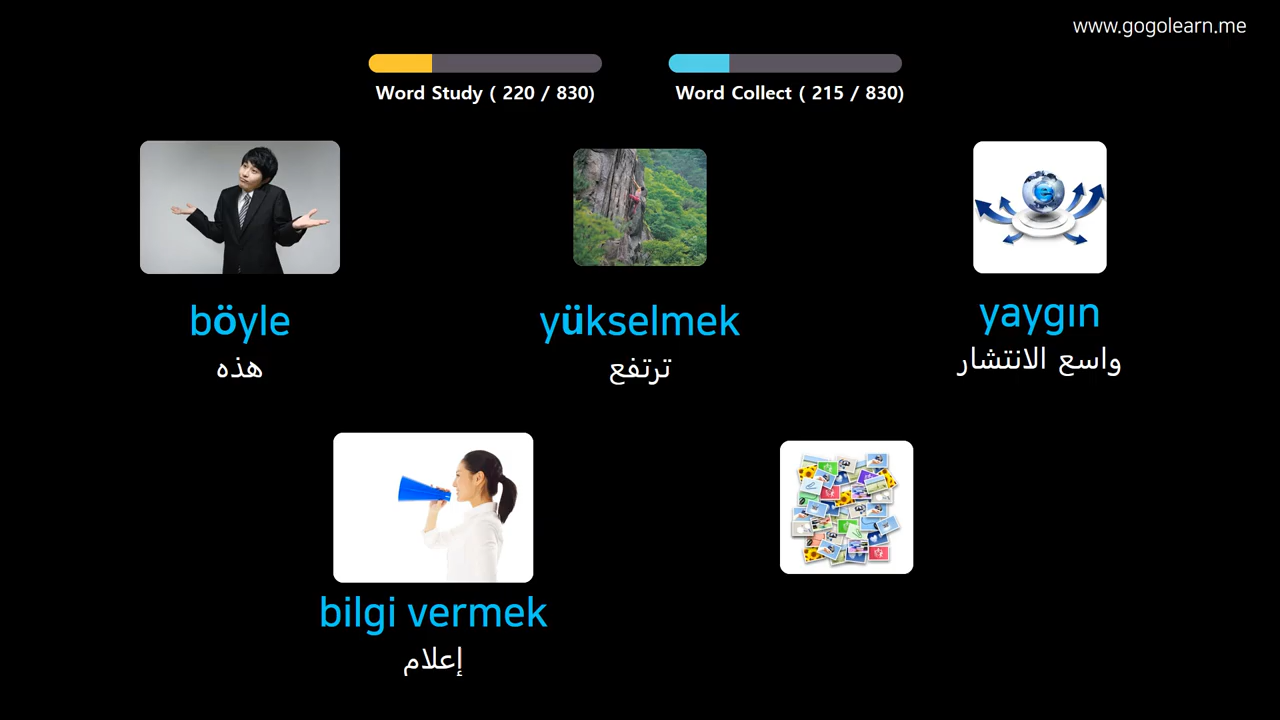 www.gogolearn.me
Word Study ( 220 / 830)
Word Collect ( 215 / 830)
böyle
هذه
yükselmek
ترتفع
yaygın
واسع الانتشار
bilgi vermek
إعلام